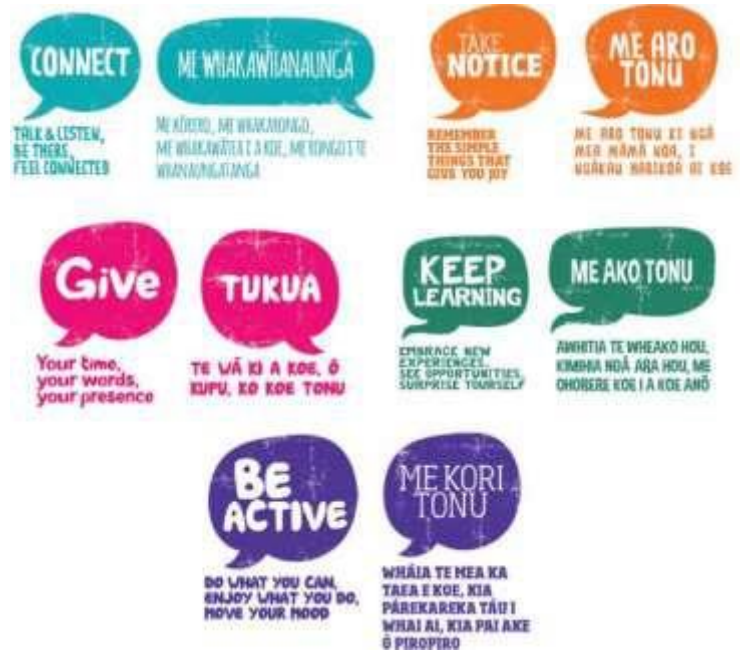 CONNECT
TALK & LISTEN,
BE THERE,
FEEL CONNECTED
ME WHAKAWHANAUNGA
ME KŌRERO, ME WHAKARONGO,
ME WHAKAWĀTEA I A KOE, ME RONGO I TE
WHANAUNGATANGA
TAKE
NOTICE
REMEMBER
THE SIMPLE
THINGS THAT
GIVE YOU JOY
ME ARO
TONU
ME ARO TONU KI NGĀ
MEA MĀMĀ NOA, I
NGĀKAU HARIKOA AI KOE
Give
Your time,
your words,
your presence
TUKUA
TE WĀ KI A KOE, Ō
KUPU, KO KOE TONU
KEEP
LEARNING
EMBRACE NEW
EXPERIENCES,
SEE OPPORTUNITIES,
SURPRISE YOURSELF
ME AKO TONU
AWHITIA TE WHEAKO HOU,
KIMIHIA NGĀ ARA HOU, ME
OHORERE KOE I A KOE ANŌ
BE
ACTIVE
DO WHAT YOU CAN,
ENJOY WHAT YOU DO,
MOVE YOUR MOOD
ME KORI
TONU
WHĀIA TE MEA KA
TAEA E KOE, KIA
PĀREKAREKA TĀU I
WHAI AI, KIA PAI AKE
Ō PIROPIRO